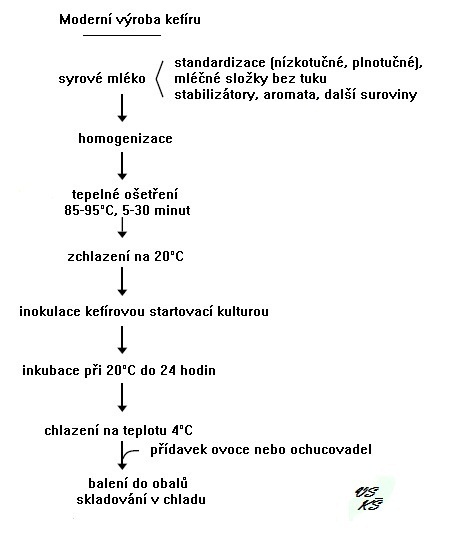 Moderní výroba kefíru
standardizace (nízkotučné, plnotučné),
syrové mléko
mléčné složky bez tuku
stabilizátory, aromata, další suroviny
homogenizace
tepelné ošetření
85-95°C, 5-30 minut
zchlazení na 20°C
inokulace kefírovou startovací kulturou
inkubace při 20°C do 24 hodin
chlazení na teplotu 4°C
přídavek ovoce nebo ochucovadel
balení do obalů
skladování v chladu
VS
KŠ